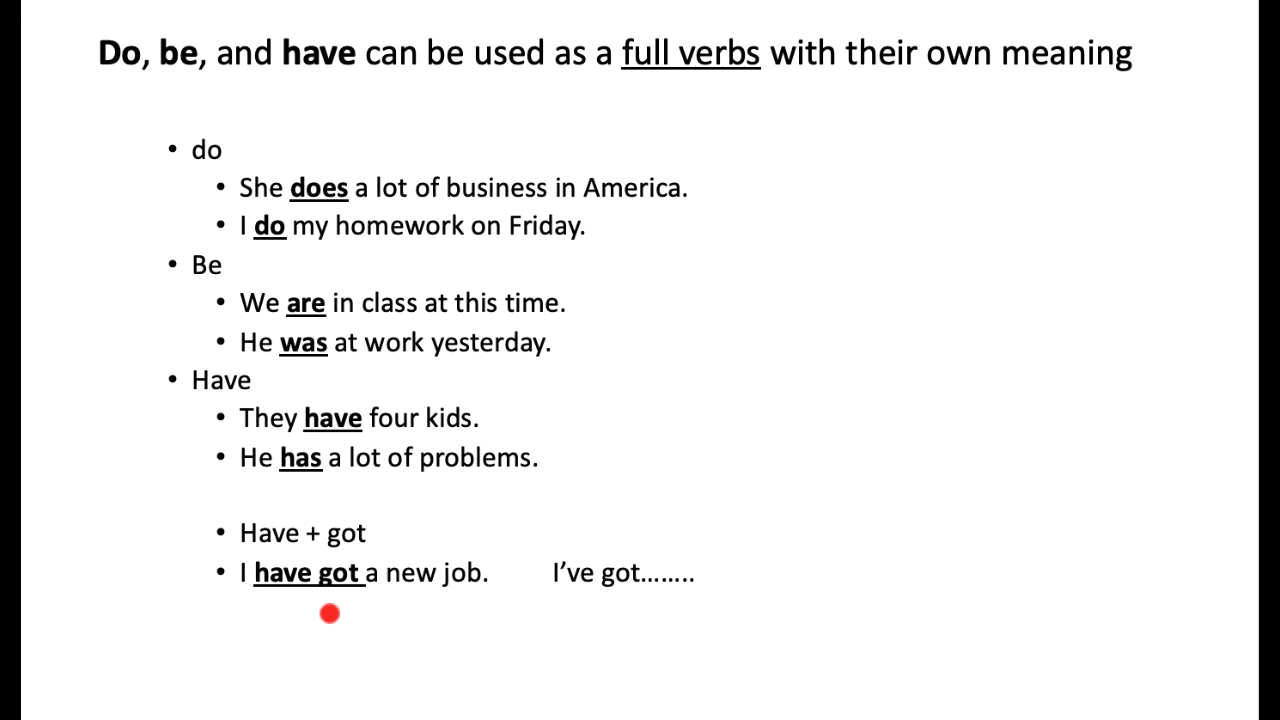 Do, be, and have can be used as a full verbs with their own meaning
• do
• She does a lot of business in America.
• I do my homework on Friday.
• Be
• We are in class at this time.
• He was at work yesterday.
• Have
• They have four kids.
• He has a lot of problems.
• Have + got
• I have got a new job. I’ve got……..